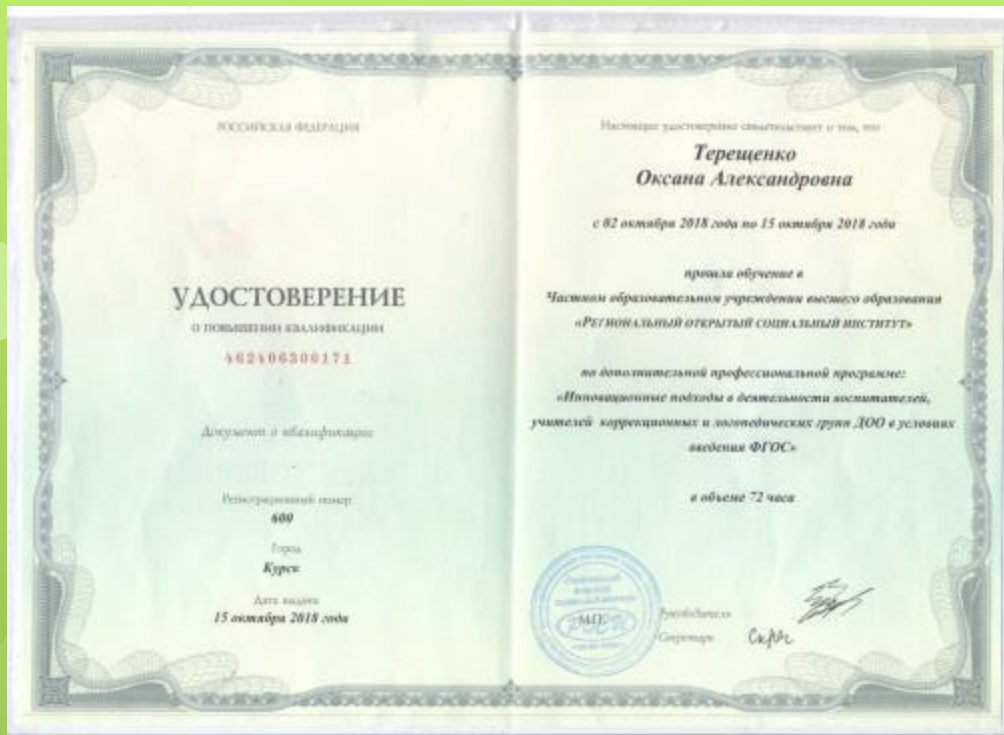 РОССИЙСКАЯ ФЕДЕРАЦИЯ
УДОСТОВЕРЕНИЕ
О ПОВЫШЕНИИ КВАЛИФИКАЦИИ
462406300171
Документ о квалификации
Регистрационный номер
600
Город
Курск
Дата выдачи
15 октября 2018 года
Настоящее удостоверение свидетельствует о том, что
Терещенко
Оксана Александровна
с 02 октября 2018 года по 15 октября 2018 года
прошла обучение в
Частном образовательном учреждении высшего образования
«РЕГИОНАЛЬНЫЙ ОТКРЫТЫЙ СОЦИАЛЬНЫЙ ИНСТИТУТ»
по дополнительной профессиональной программе:
«Инновационные подходы в деятельности воспитателей,
учителей коррекционных и логопедических групп ДОО в условиях
введения ФГОС»
в объеме 72 часа
М.П.
Руководитель
Секретарь